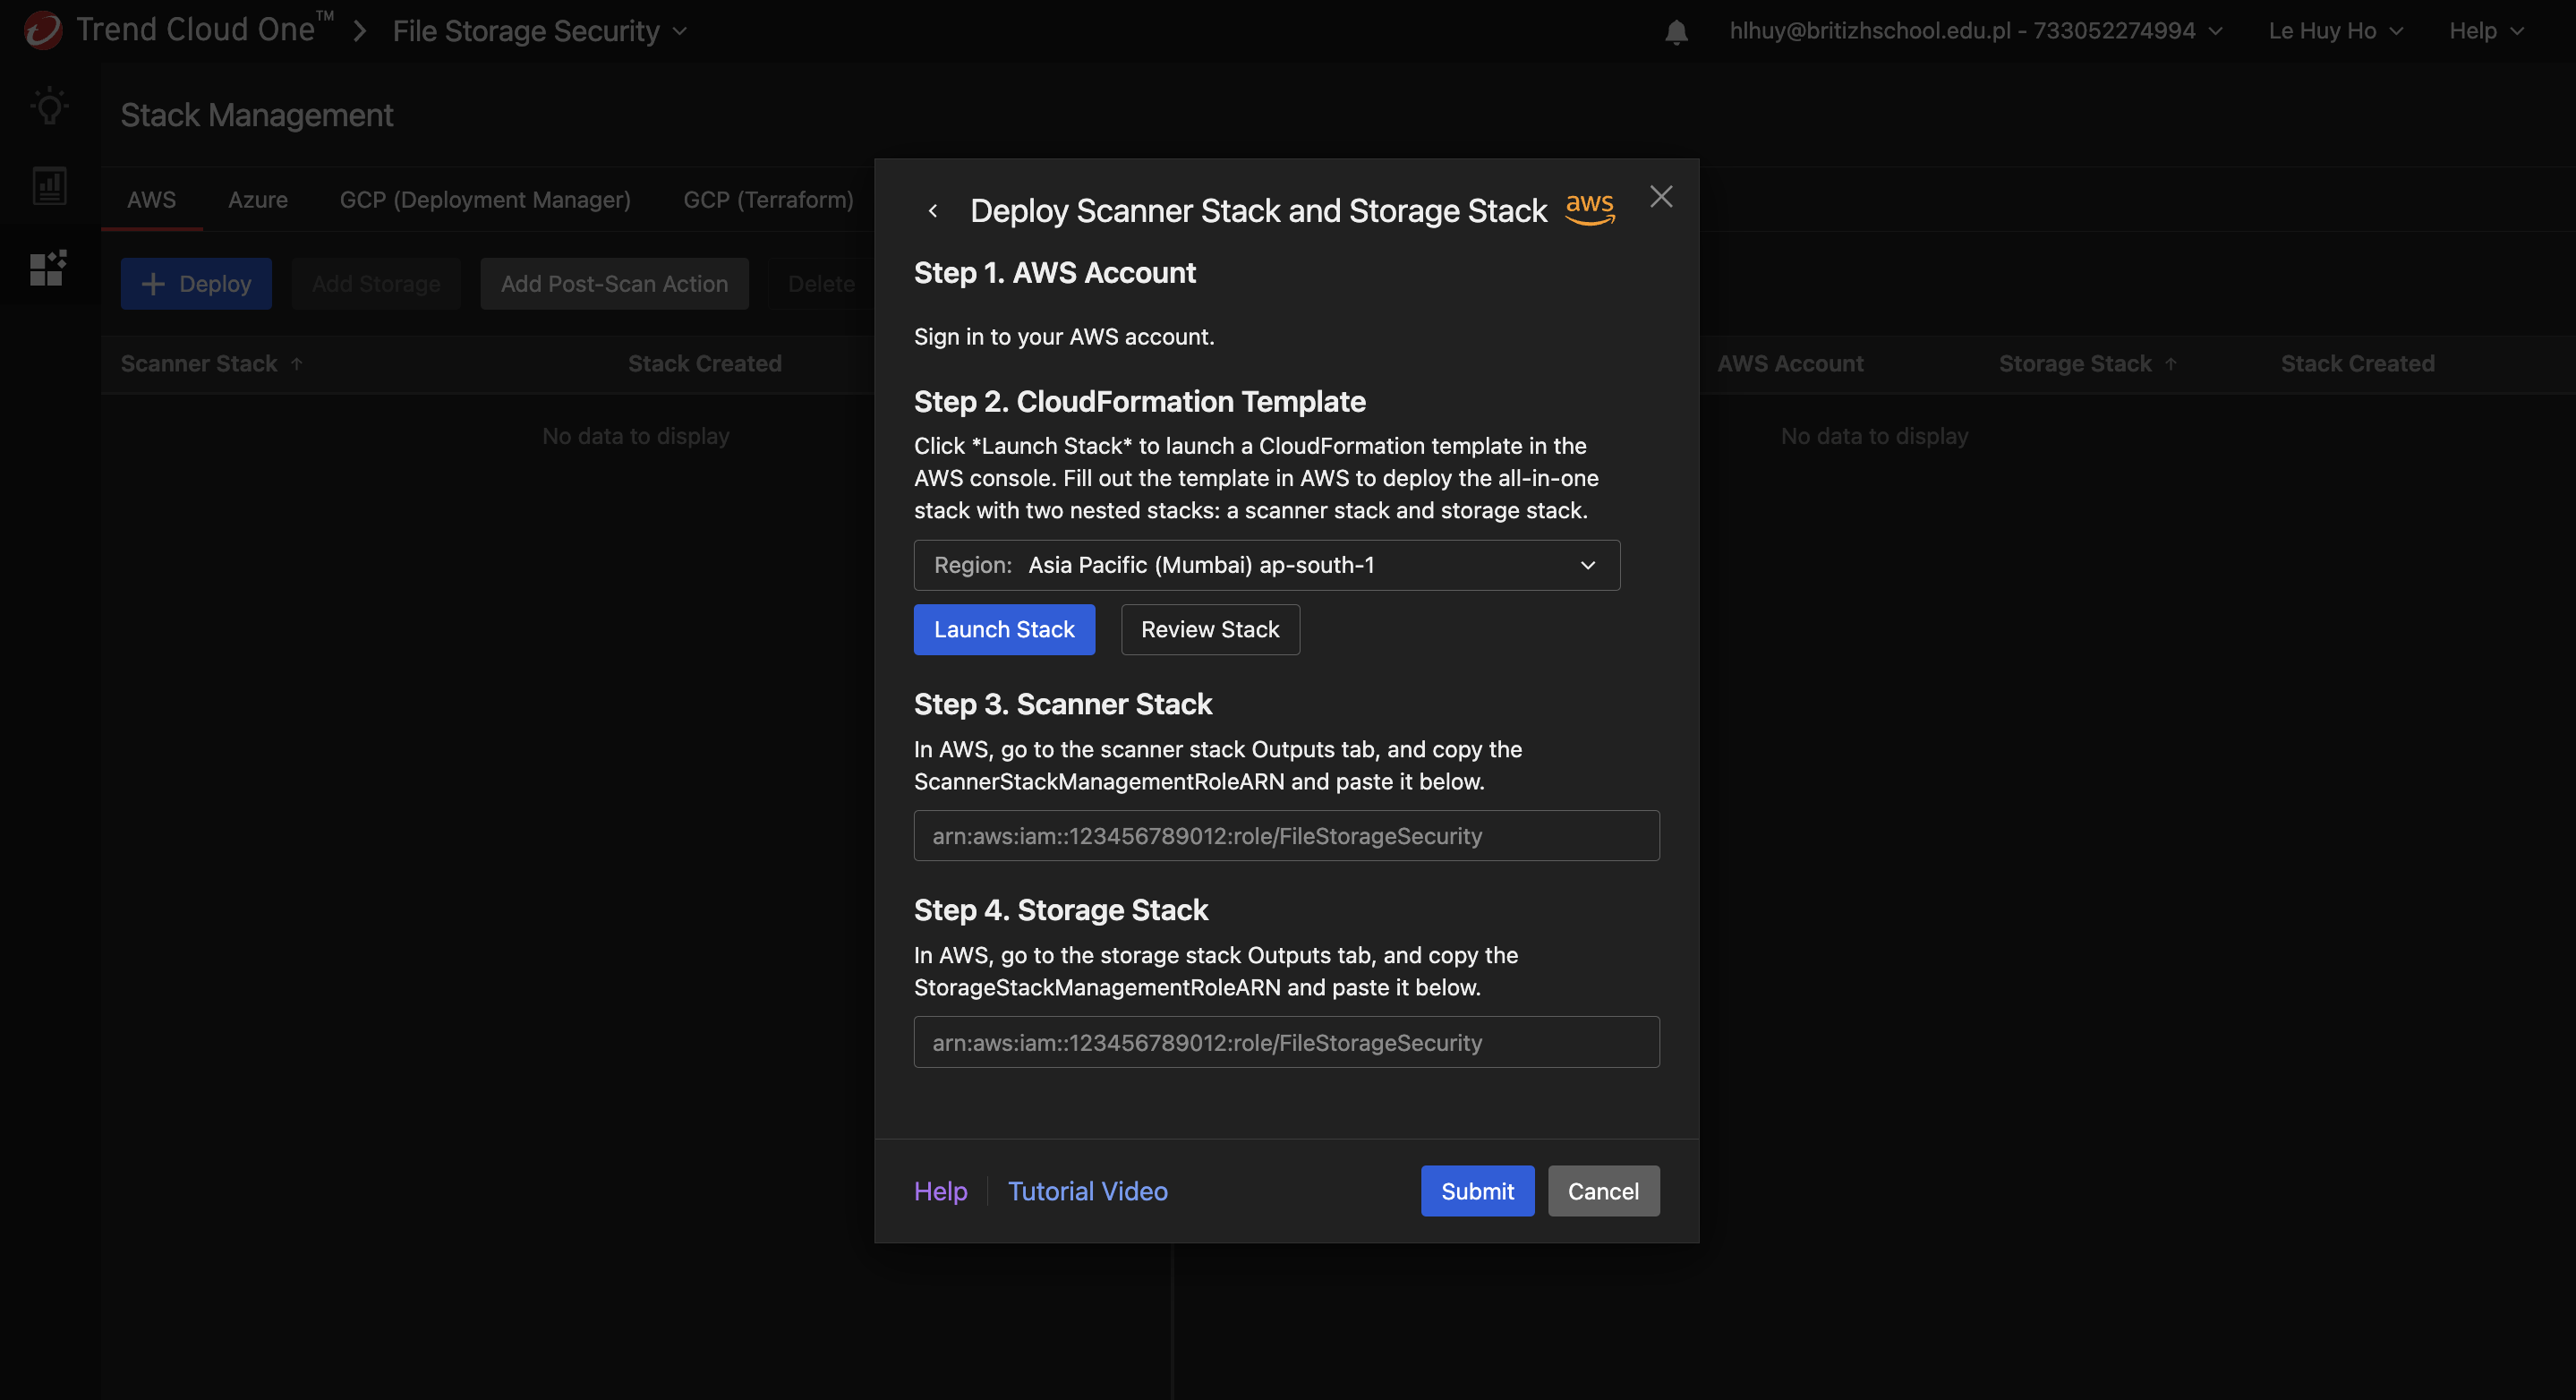 Trend Cloud One™ > File Storage Security
hlhuy@britizhschool.edu.pl - 733052274994
Le Huy Ho
Help
Stack Management
AWS
Azure
GCP (Deployment Manager)
GCP (Terraform)
+ Deploy
Add Storage
Add Post-Scan Action
Delete
Scanner Stack ↑
Stack Created
AWS Account
Storage Stack ↑
Stack Created
No data to display
No data to display
Deploy Scanner Stack and Storage Stack
aws
Step 1. AWS Account
Sign in to your AWS account.
Step 2. CloudFormation Template
Click *Launch Stack* to launch a CloudFormation template in the
AWS console. Fill out the template in AWS to deploy the all-in-one
stack with two nested stacks: a scanner stack and storage stack.
Region: Asia Pacific (Mumbai) ap-south-1
Launch Stack
Review Stack
Step 3. Scanner Stack
In AWS, go to the scanner stack Outputs tab, and copy the
ScannerStackManagementRoleARN and paste it below.
arn:aws:iam::123456789012:role/FileStorageSecurity
Step 4. Storage Stack
In AWS, go to the storage stack Outputs tab, and copy the
StorageStackManagementRoleARN and paste it below.
arn:aws:iam::123456789012:role/FileStorageSecurity
Help
Tutorial Video
Submit
Cancel